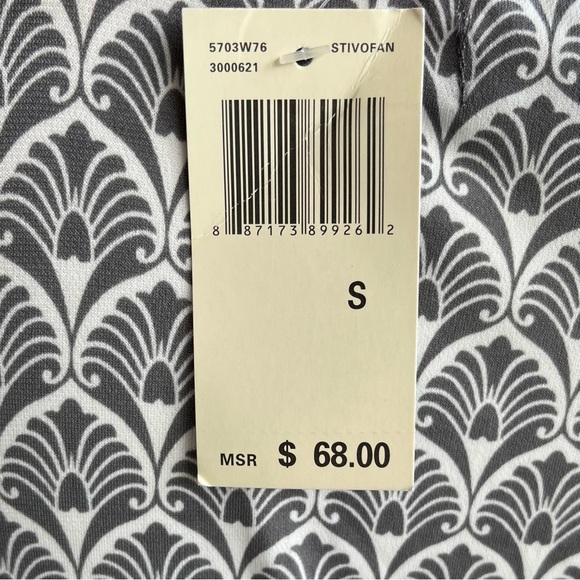 5703W76 STIVOFAN
3000621
8 87173 89926 2
S
MSR $ 68.00